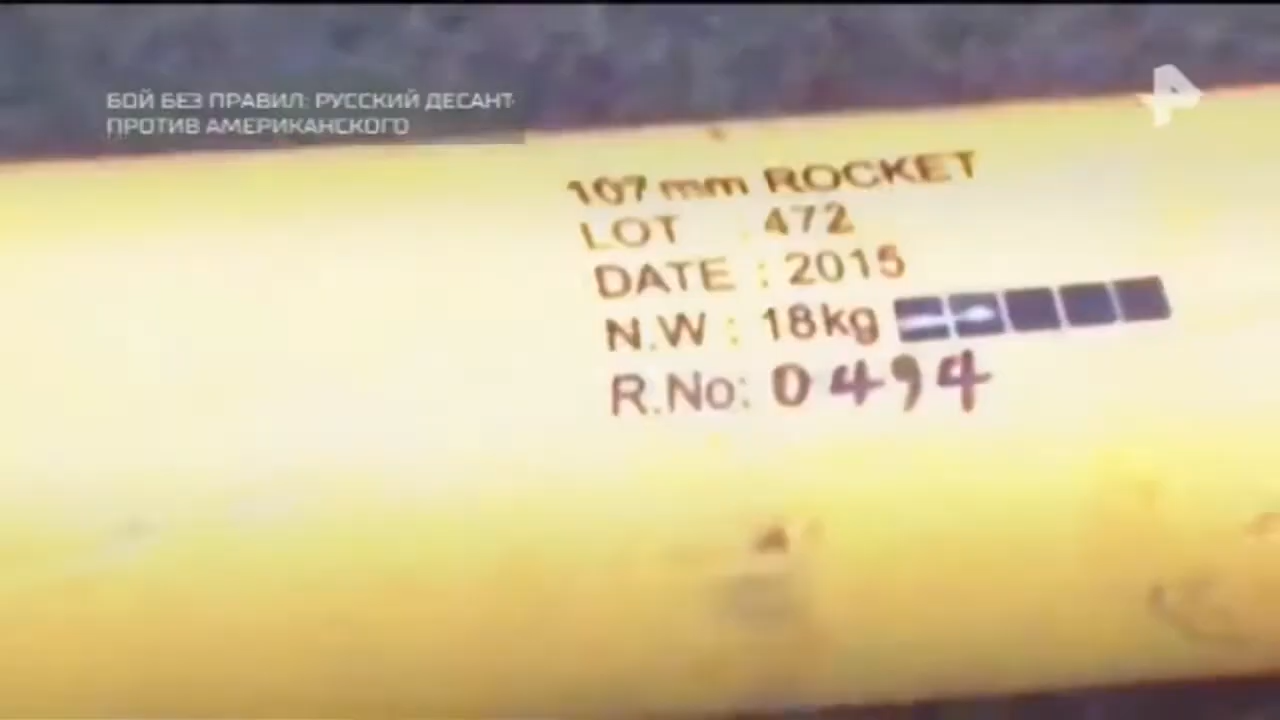 БОЙ БЕЗ ПРАВИЛ: РУССКИЙ ДЕСАНТ
ПРОТИВ АМЕРИКАНСКОГО
107 mm ROCKET
LOT : 472
DATE : 2015
N.W : 18kg
R.No: 0494